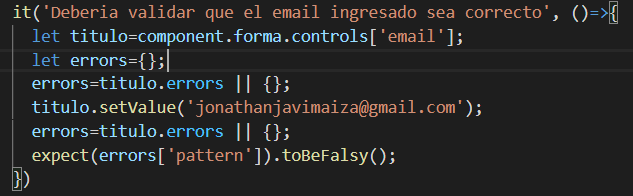 it('Deberia validar que el email ingresado sea correcto', ()=>{
let titulo=component.forma.controls['email'];
let errors={};
errors=titulo.errors || {};
titulo.setValue('jonathanjavimaiza@gmail.com');
errors=titulo.errors || {};
expect(errors['pattern']).toBeFalsy();
})